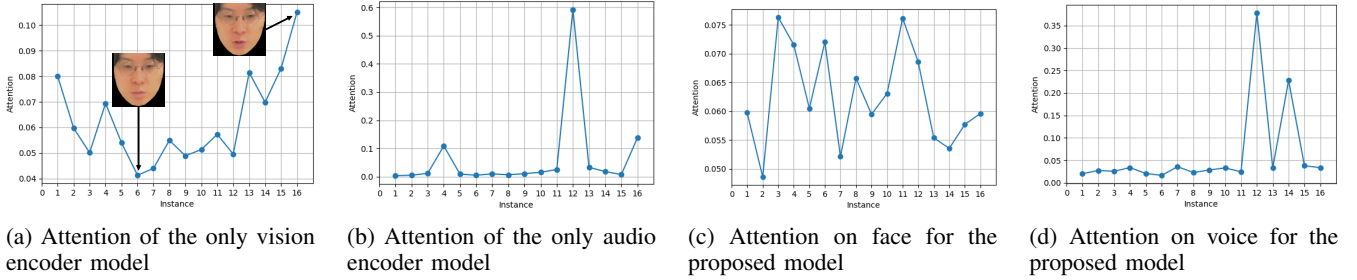 0.10
0.09
0.08
0.07
0.06
0.05
0.04
Attention
0 1 2 3 4 5 6 7 8 9 10 11 12 13 14 15 16
Instance
(a) Attention of the only vision
encoder model
0.6
0.5
0.4
0.3
0.2
0.1
0.0
Attention
0 1 2 3 4 5 6 7 8 9 10 11 12 13 14 15 16
Instance
(b) Attention of the only audio
encoder model
0.075
0.070
0.065
0.060
0.055
0.050
Attention
0 1 2 3 4 5 6 7 8 9 10 11 12 13 14 15 16
Instance
(c) Attention on face for the
proposed model
0.35
0.30
0.25
0.20
0.15
0.10
0.05
0.00
Attention
0 1 2 3 4 5 6 7 8 9 10 11 12 13 14 15 16
Instance
(d) Attention on voice for the
proposed model